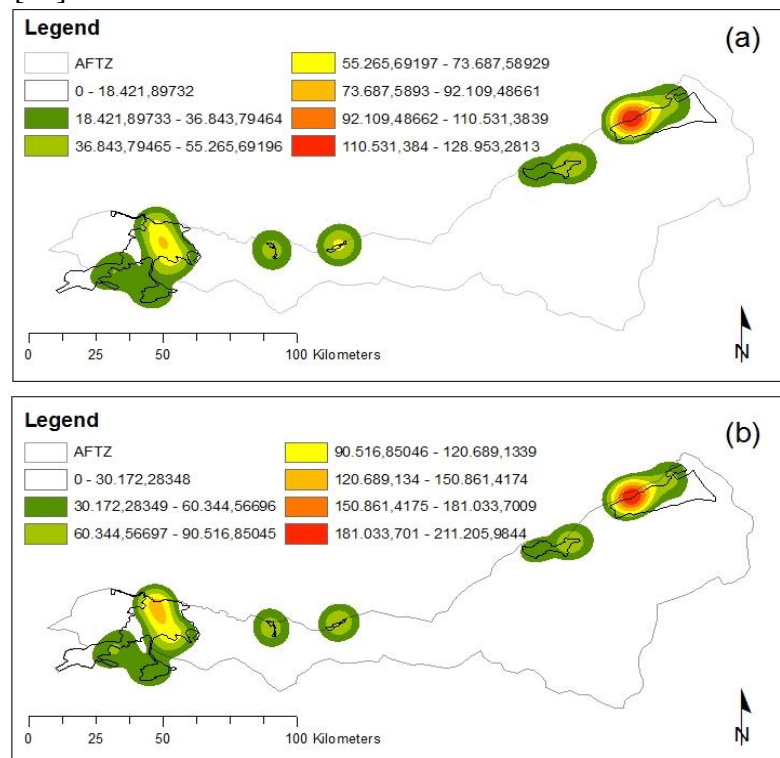 Legend
(a)
AFTZ
0 - 18.421,89732
18.421,89733 - 36.843,79464
36.843,79465 - 55.265,69196
55.265,69197 - 73.687,58929
73.687,5893 - 92.109,48661
92.109,48662 - 110.531,3839
110.531,384 - 128.953,2813
0 25 50 100 Kilometers
N
Legend
(b)
AFTZ
0 - 30.172,28348
30.172,28349 - 60.344,56696
60.344,56697 - 90.516,85045
90.516,85046 - 120.689,1339
120.689,134 - 150.861,4174
150.861,4175 - 181.033,7009
181.033,701 - 211.205,9844
0 25 50 100 Kilometers
N